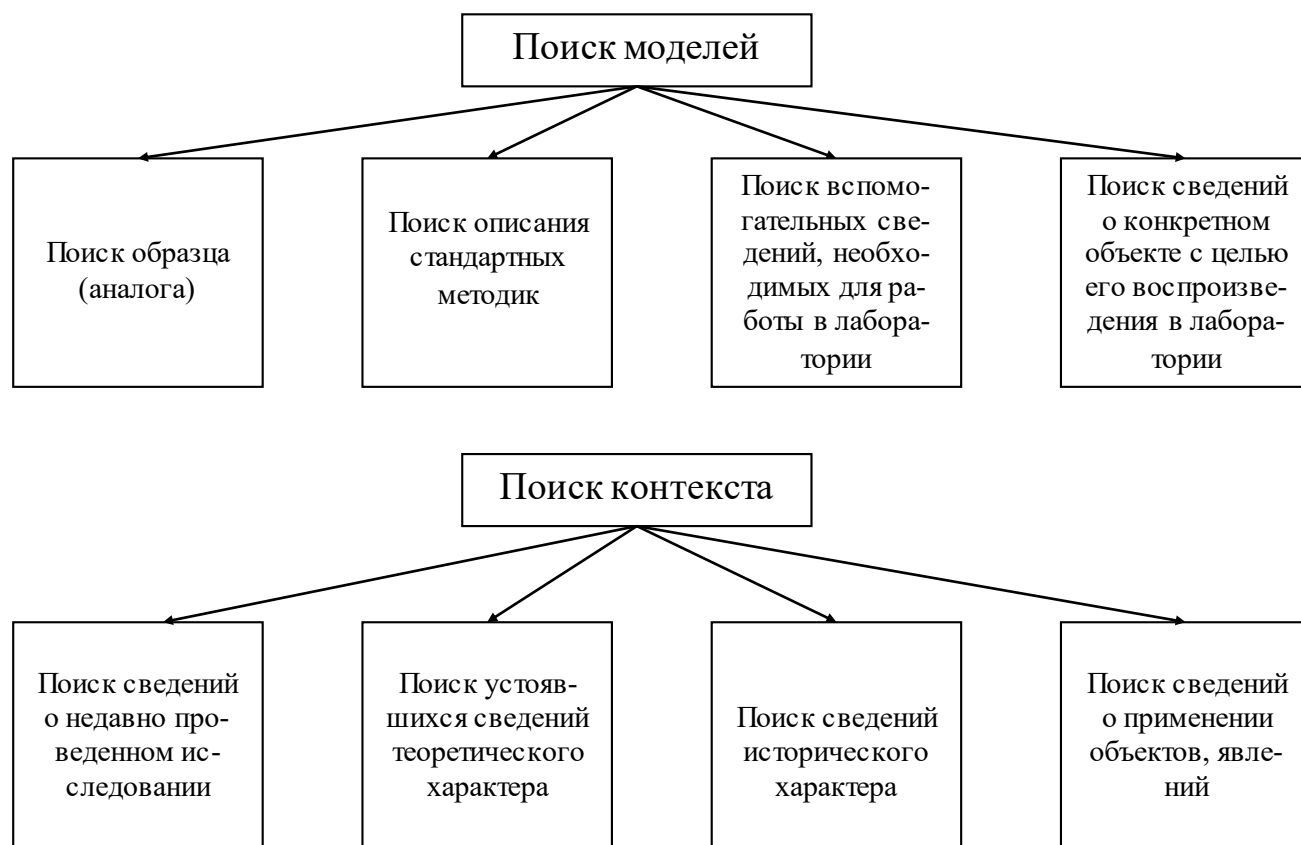 Поиск моделей
Поиск образца
(аналога)
Поиск описания
стандартных
методик
Поиск вспомо-
гательных све-
дений, необхо-
димых для ра-
боты в лабора-
тории
Поиск сведений
о конкретном
объекте с целью
его воспроизве-
дения в лабора-
тории
Поиск контекста
Поиск сведений
о недавно про-
веденном ис-
следовании
Поиск устояв-
шихся сведений
теоретического
характера
Поиск сведений
исторического
характера
Поиск сведений
о применении
объектов, явле-
ний